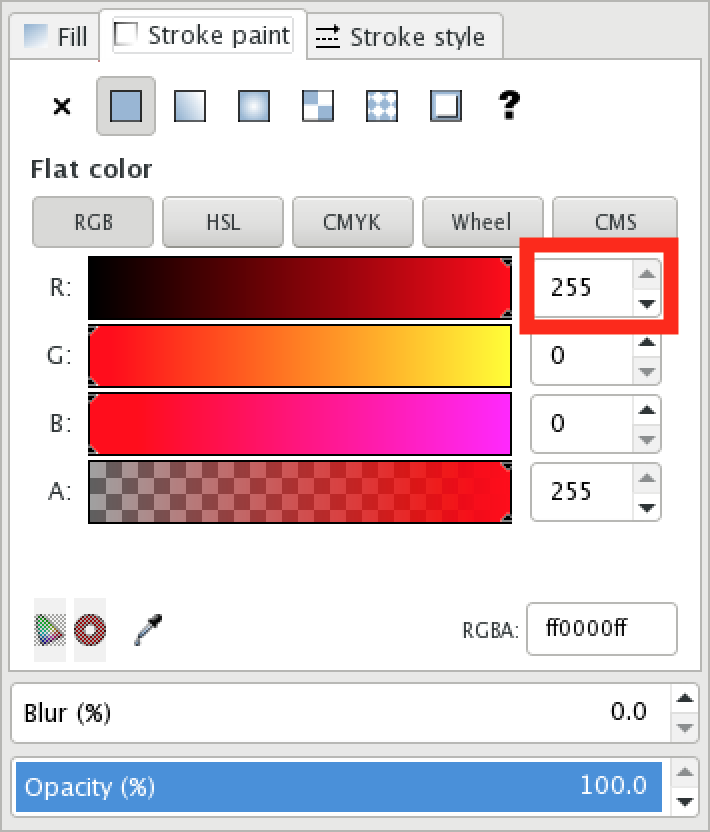 Fill Stroke paint Stroke style
?
Flat color
RGB HSL CMYK Wheel CMS
R: 255
G: 0
B: 0
A: 255
RGBA: ff0000ff
Blur (%) 0.0
Opacity (%) 100.0